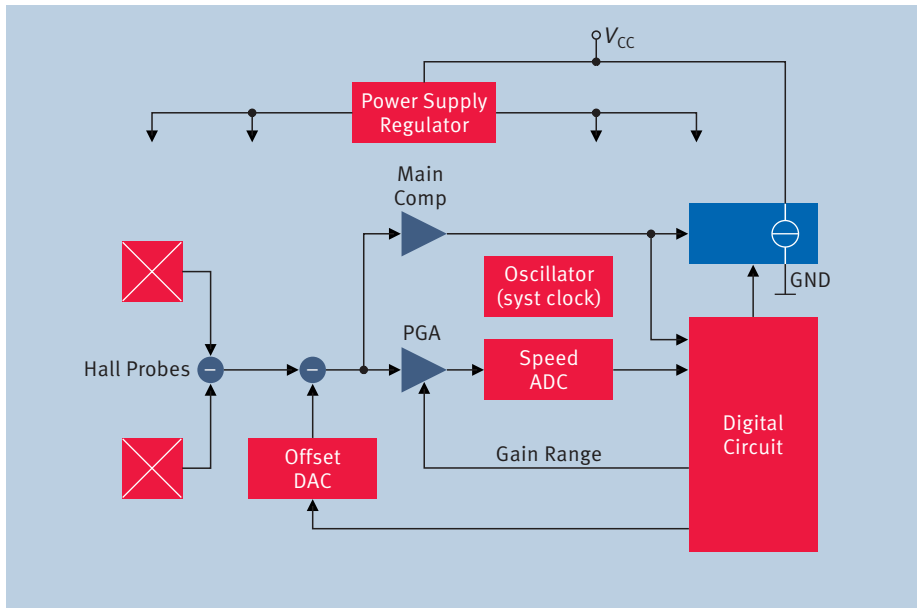 VCC
Power Supply
Regulator
Main
Comp
Oscillator
(syst clock)
GND
PGA
Hall Probes
−
−
Speed
ADC
Digital
Circuit
Gain Range
Offset
DAC